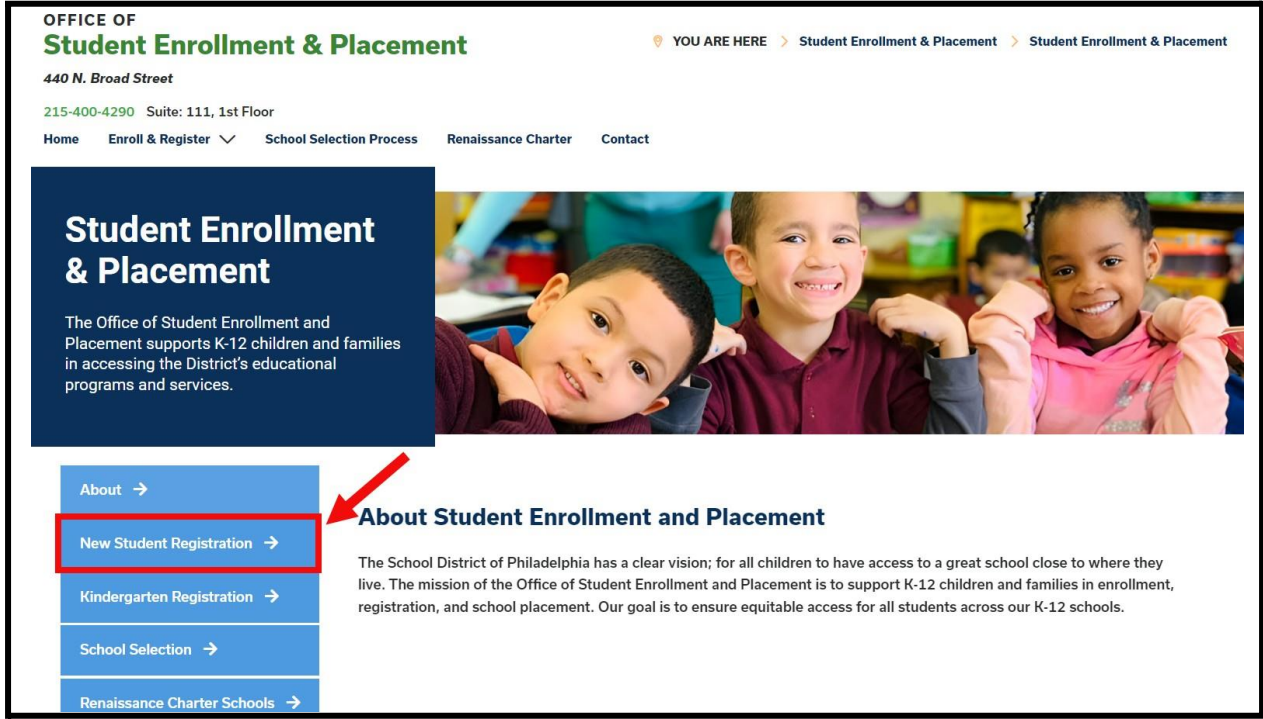 OFFICE OF
Student Enrollment & Placement
YOU ARE HERE > Student Enrollment & Placement > Student Enrollment & Placement
440 N. Broad Street
215-400-4290 Suite: 111, 1st Floor
Home Enroll & Register School Selection Process Renaissance Charter Contact
Student Enrollment
& Placement
The Office of Student Enrollment and
Placement supports K-12 children and families
in accessing the District's educational
programs and services.
About →
New Student Registration →
Kindergarten Registration →
School Selection →
Renaissance Charter Schools →
About Student Enrollment and Placement
The School District of Philadelphia has a clear vision; for all children to have access to a great school close to where they
live. The mission of the Office of Student Enrollment and Placement is to support K-12 children and families in enrollment,
registration, and school placement. Our goal is to ensure equitable access for all students across our K-12 schools.